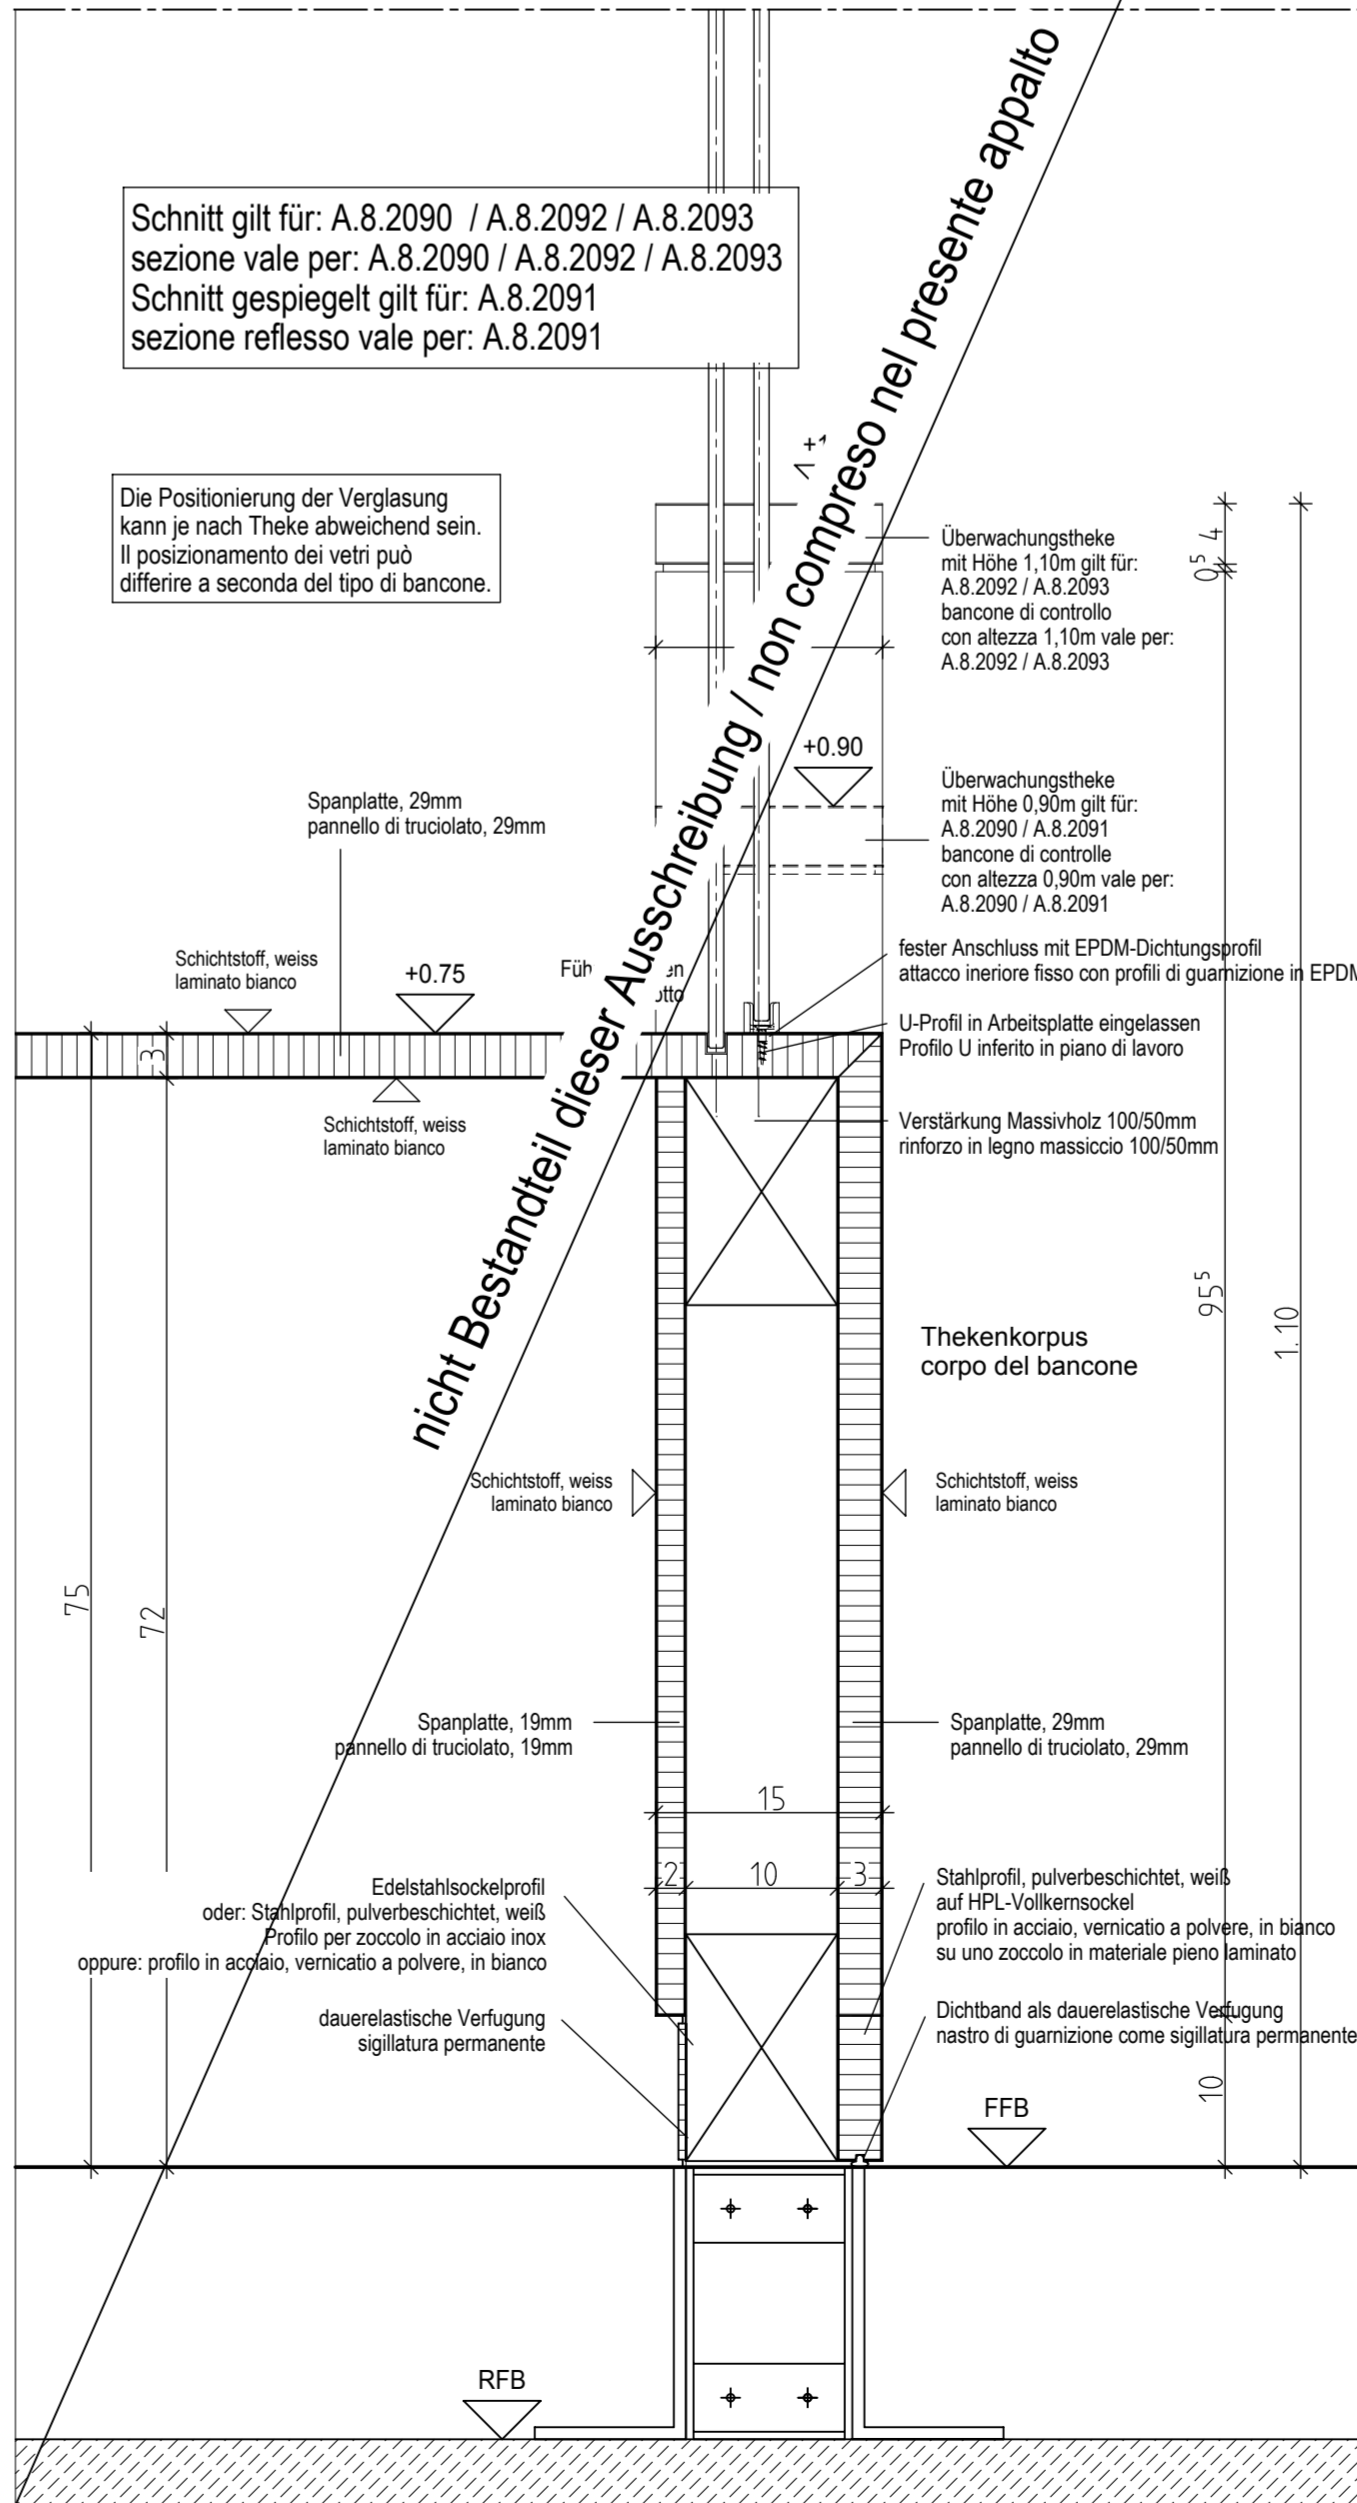 Schnitt gilt für: A.8.2090 / A.8.2092 / A.8.2093
sezione vale per: A.8.2090 / A.8.2092 / A.8.2093
Schnitt gespiegelt gilt für: A.8.2091
sezione reflesso vale per: A.8.2091
Die Positionierung der Verglasung
kann je nach Theke abweichend sein.
Il posizionamento dei vetri può
differire a seconda del tipo di bancone.
nicht Bestandteil dieser Ausschreibung / non compreso nel presente appalto
Überwachungstheke
mit Höhe 1,10m gilt für:
A.8.2092 / A.8.2093
bancone di controllo
con altezza 1,10m vale per:
A.8.2092 / A.8.2093
4
0⁵
+0.90
Überwachungstheke
mit Höhe 0,90m gilt für:
A.8.2090 / A.8.2091
bancone di controlle
con altezza 0,90m vale per:
A.8.2090 / A.8.2091
Spanplatte, 29mm
pannello di truciolato, 29mm
Schichtstoff, weiss
laminato bianco
+0.75
fester Anschluss mit EPDM-Dichtungsprofil
attacco ineriore fisso con profili di guarnizione in EPDM
U-Profil in Arbeitsplatte eingelassen
Profilo U inferito in piano di lavoro
3
Schichtstoff, weiss
laminato bianco
Verstärkung Massivholz 100/50mm
rinforzo in legno massiccio 100/50mm
95⁵
1.10
Thekenkorpus
corpo del bancone
Schichtstoff, weiss
laminato bianco
Schichtstoff, weiss
laminato bianco
75
72
Spanplatte, 19mm
pannello di truciolato, 19mm
Spanplatte, 29mm
pannello di truciolato, 29mm
15
2
10
3
Edelstahlsockelprofil
oder: Stahlprofil, pulverbeschichtet, weiß
Profilo per zoccolo in acciaio inox
oppure: profilo in acciaio, vernicatio a polvere, in bianco
Stahlprofil, pulverbeschichtet, weiß
auf HPL-Vollkernsockel
profilo in acciaio, vernicatio a polvere, in bianco
su uno zoccolo in materiale pieno laminato
dauerelastische Verfugung
sigillatura permanente
Dichtband als dauerelastische Verfugung
nastro di guarnizione come sigillatura permanente
10
FFB
RFB